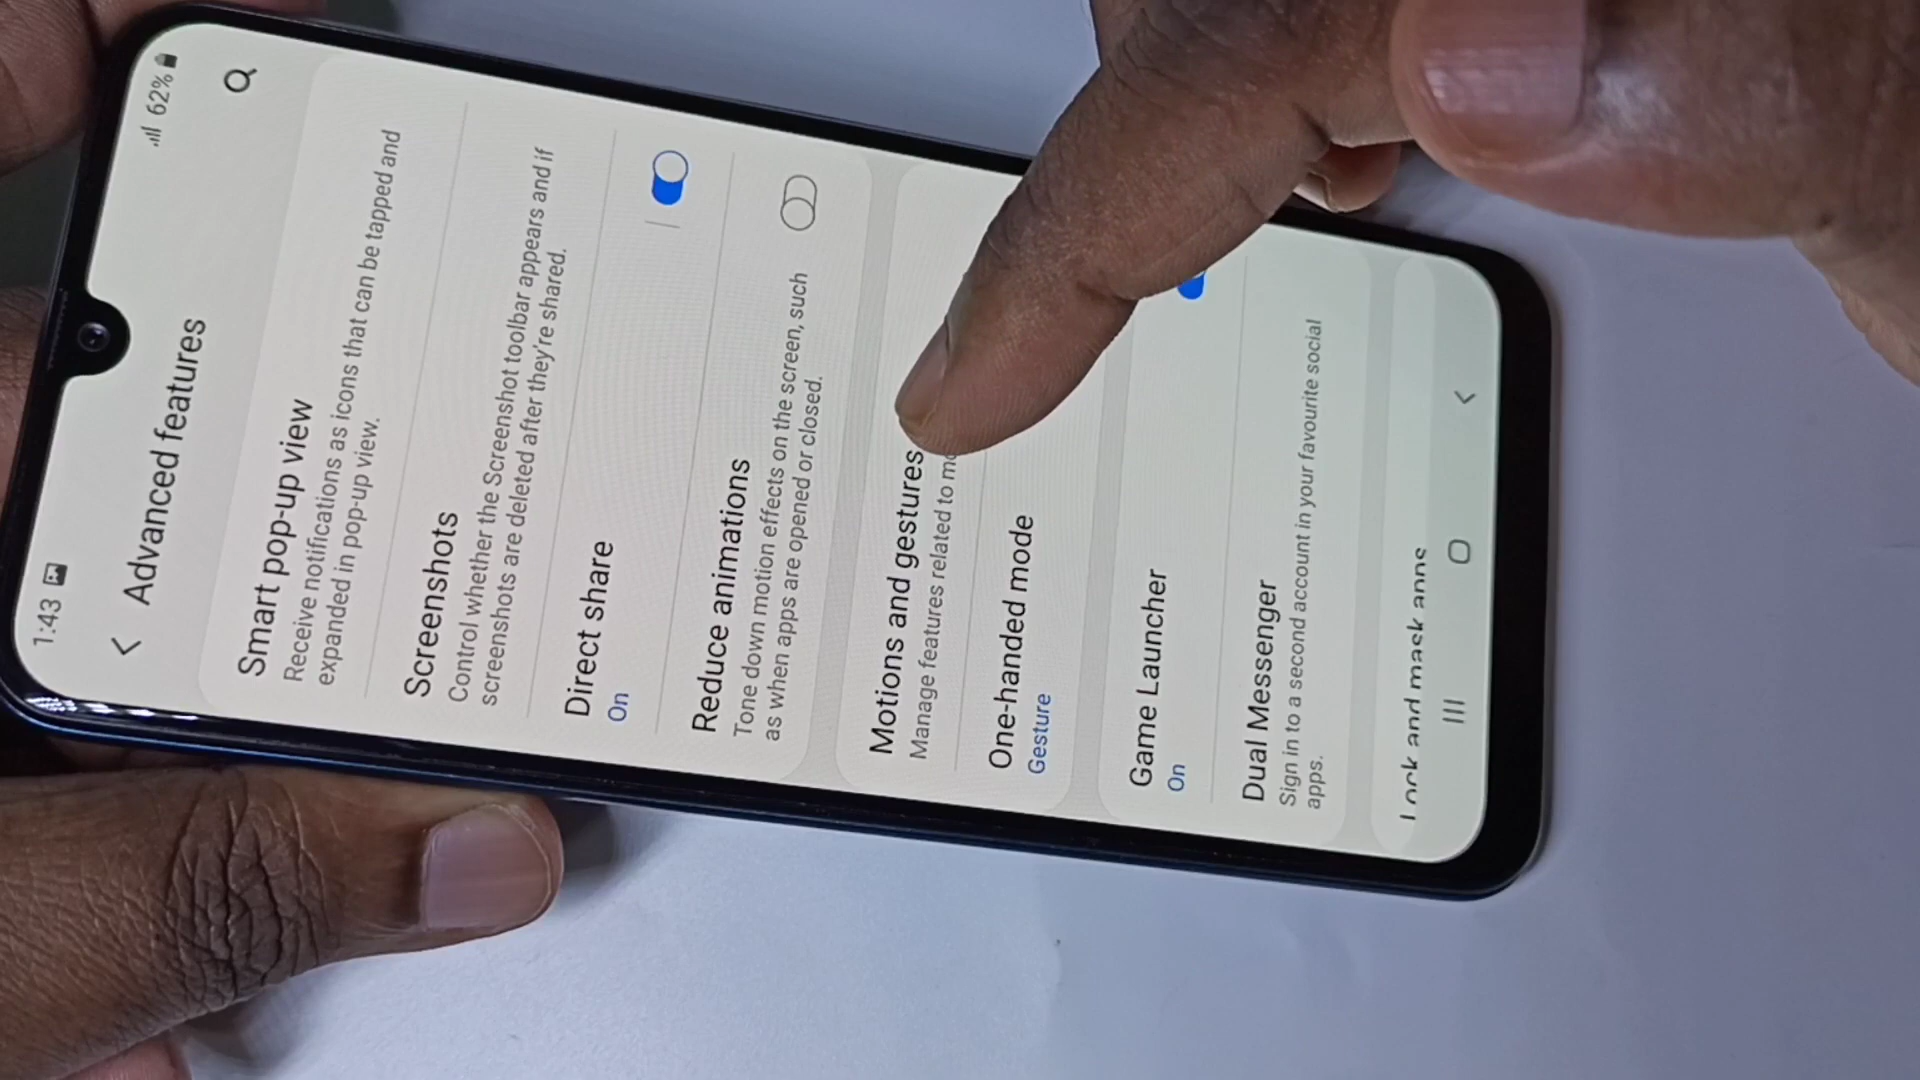 1:43
62%
Advanced features
Smart pop-up view
Receive notifications as icons that can be tapped and
expanded in pop-up view.
Screenshots
Control whether the Screenshot toolbar appears and if
screenshots are deleted after they're shared.
Direct share
On
Reduce animations
Tone down motion effects on the screen, such
as when apps are opened or closed.
Motions and gestures
Manage features related to
One-handed mode
Gesture
Game Launcher
On
Dual Messenger
Sign in to a second account in your favourite social
apps.
Lock and mask apps